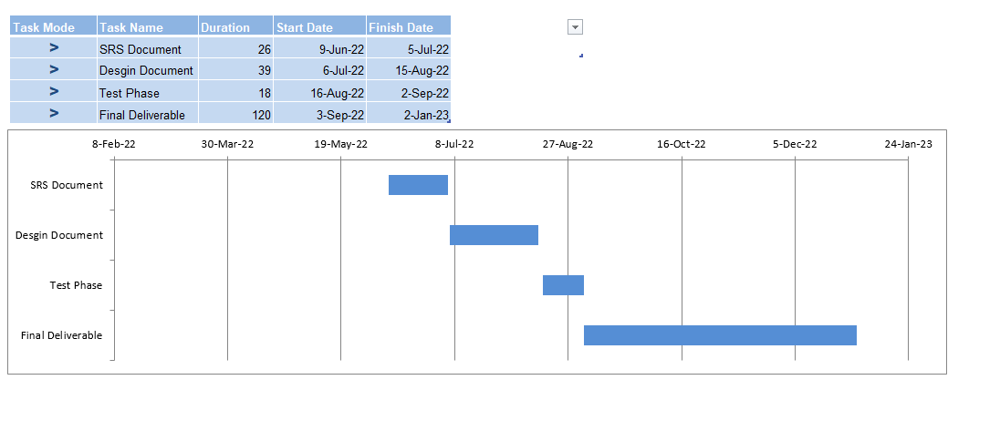 Task Mode Task Name Duration Start Date Finish Date
> SRS Document 26 9-Jun-22 5-Jul-22
> Desgin Document 39 6-Jul-22 15-Aug-22
> Test Phase 18 16-Aug-22 2-Sep-22
> Final Deliverable 120 3-Sep-22 2-Jan-23
8-Feb-22 30-Mar-22 19-May-22 8-Jul-22 27-Aug-22 16-Oct-22 5-Dec-22 24-Jan-23
SRS Document
Desgin Document
Test Phase
Final Deliverable